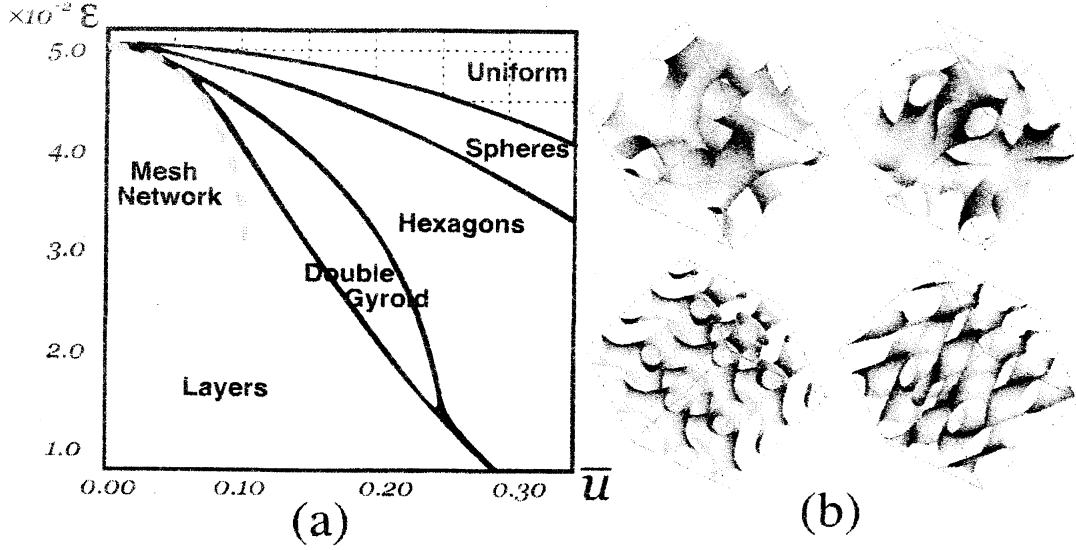 ×10⁻² ε
5.0
Uniform
4.0
Spheres
Mesh
Network
Hexagons
3.0
Double
Gyroid
2.0
Layers
1.0
0.00
0.10
0.20
0.30
u̅
(a)
(b)